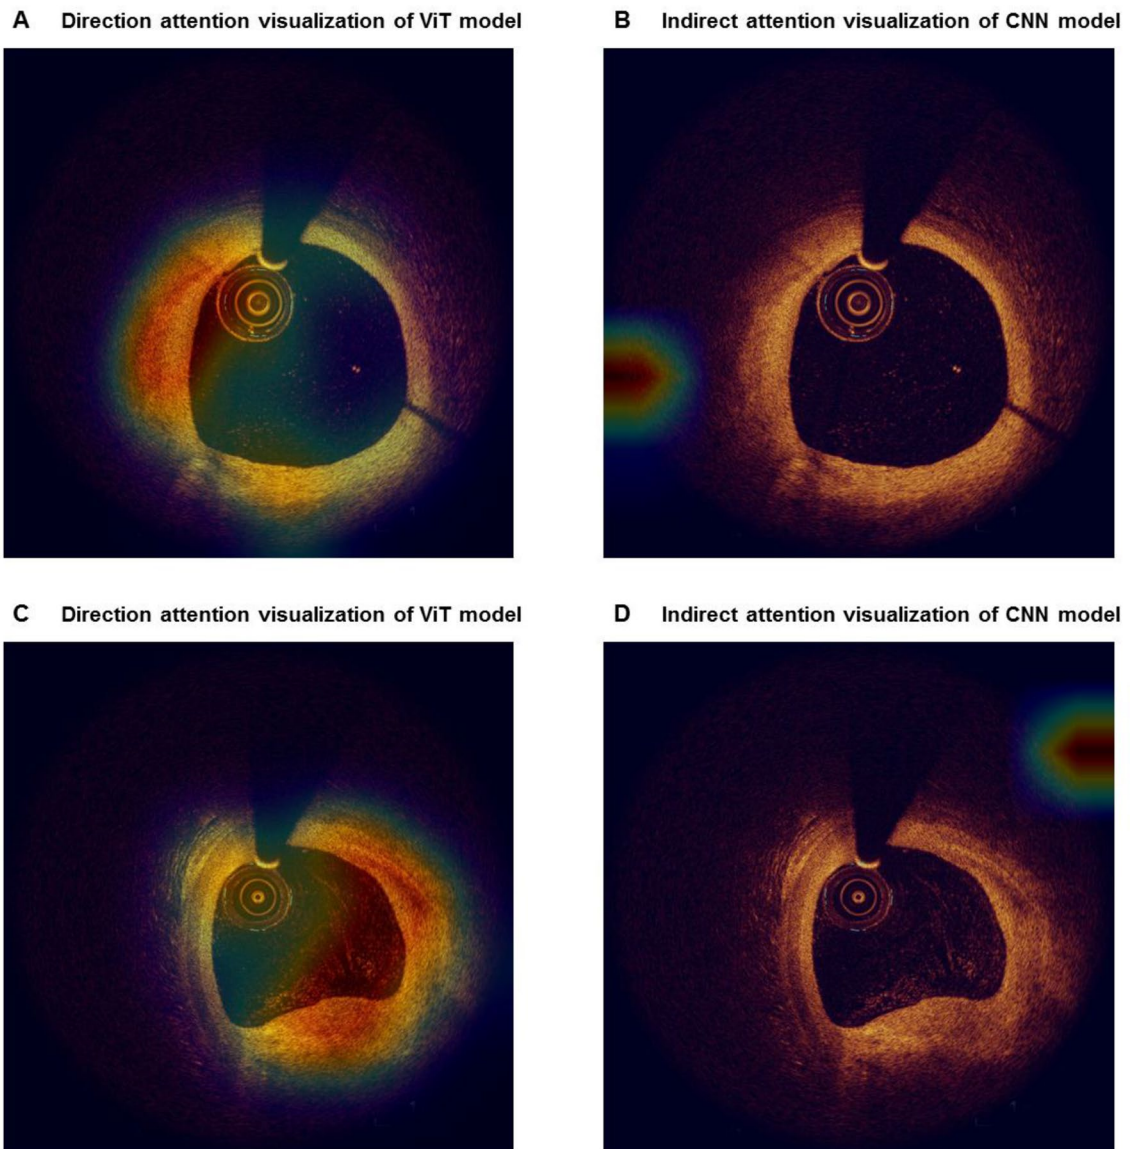 A Direction attention visualization of ViT model
B Indirect attention visualization of CNN model
C Direction attention visualization of ViT model
D Indirect attention visualization of CNN model